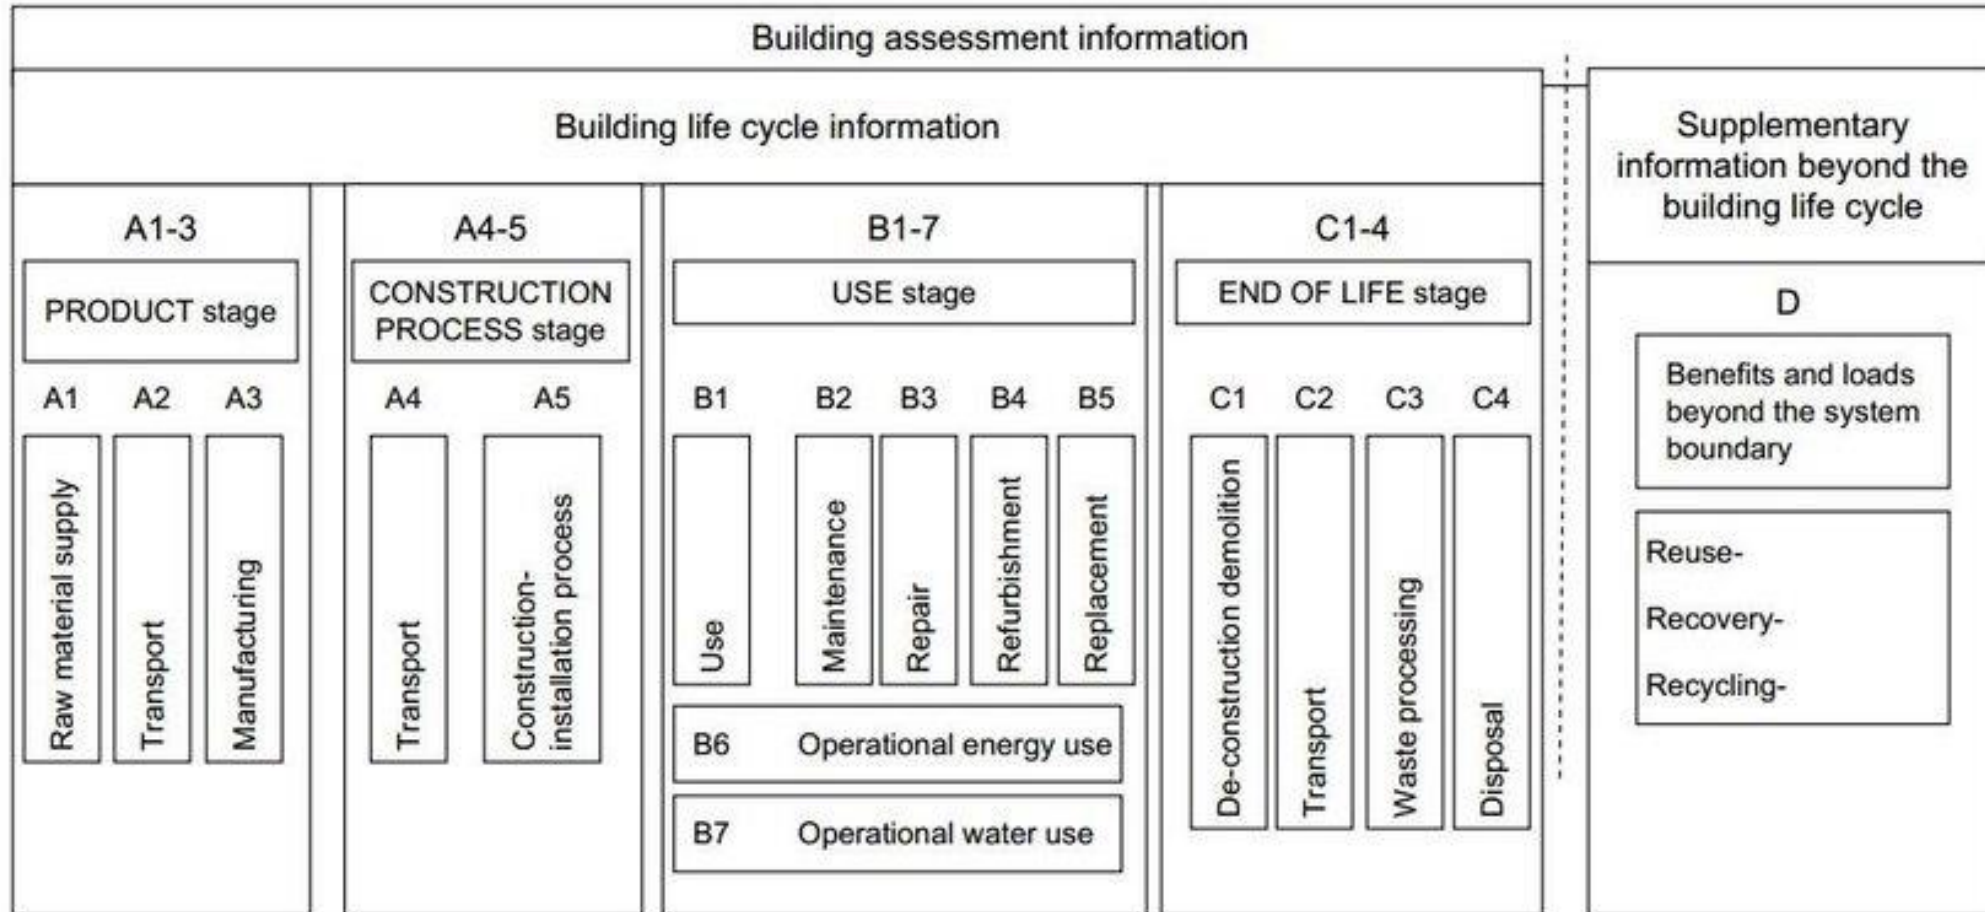 Building assessment information
Building life cycle information
Supplementary
information beyond the
building life cycle
A1-3
PRODUCT stage
A1 A2 A3
Raw material supply
Transport
Manufacturing
A4-5
CONSTRUCTION
PROCESS stage
A4 A5
Transport
Construction-
installation process
B1-7
USE stage
B1 B2 B3 B4 B5
Use
Maintenance
Repair
Refurbishment
Replacement
B6 Operational energy use
B7 Operational water use
C1-4
END OF LIFE stage
C1 C2 C3 C4
De-construction demolition
Transport
Waste processing
Disposal
D
Benefits and loads
beyond the system
boundary
Reuse-
Recovery-
Recycling-